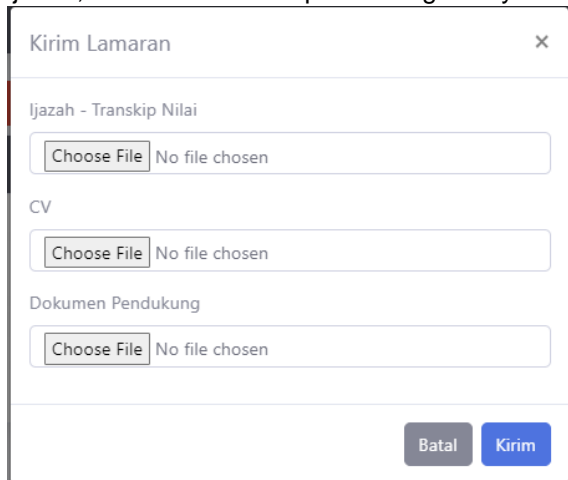 Kirim Lamaran ×
Ijazah - Transkip Nilai
Choose File No file chosen
CV
Choose File No file chosen
Dokumen Pendukung
Choose File No file chosen
Batal Kirim